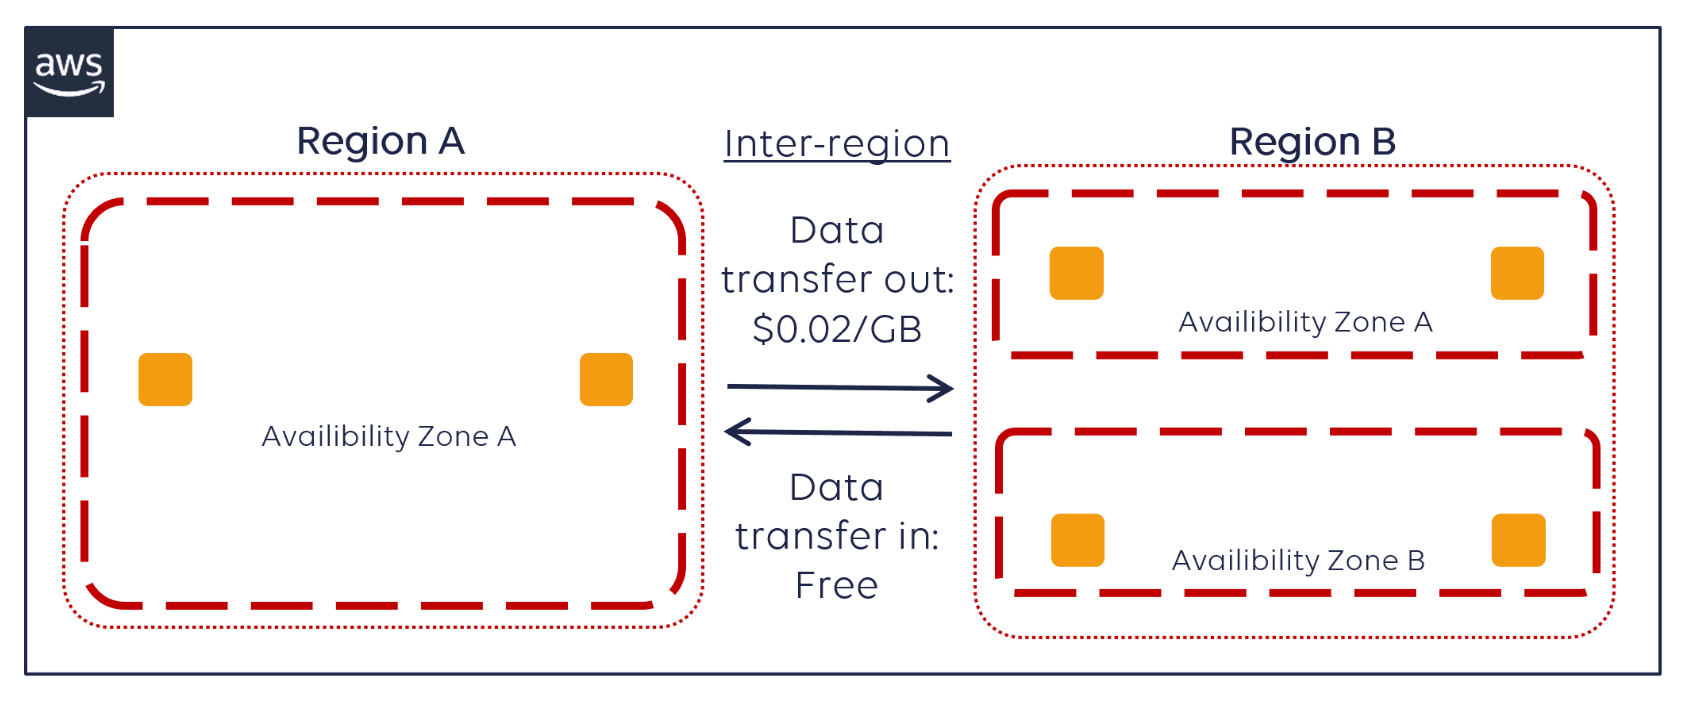 aws
Region A
Inter-region
Region B
Data
transfer out:
$0.02/GB
Availibility Zone A
Availibility Zone A
Data
transfer in:
Free
Availibility Zone B